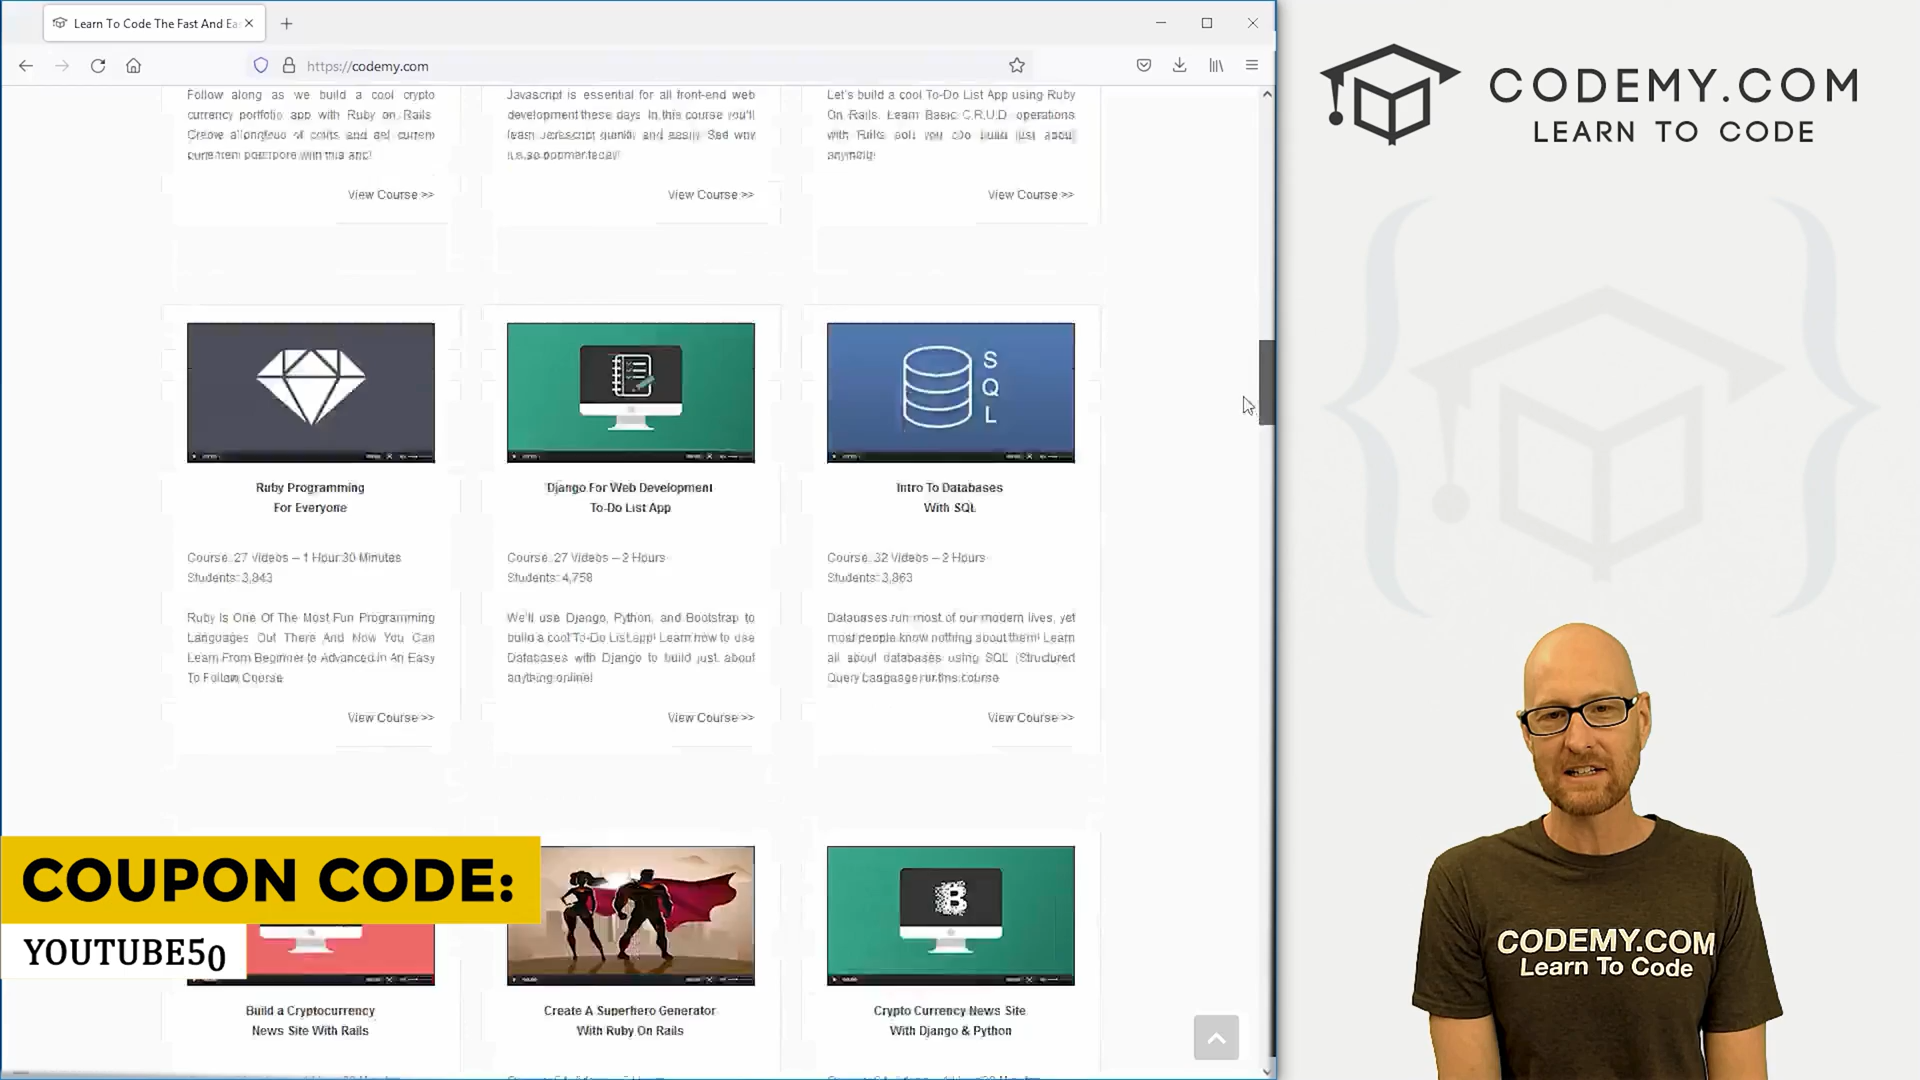 Learn To Code The Fast And Ea
https://codemy.com
Follow along as we build a cool crypto
currency portfolio app with Ruby on Rails.
View Course >>
Javascript is essential for all front-end web
development these days. In this course you'll
learn Javascript quickly and easily! See why
View Course >>
Let's build a cool To-Do List App using Ruby
On Rails. Learn Basic C.R.U.D operations
with Rails
anything
View Course >>
SQL
Ruby Programming
For Everyone
Course: 27 Videos – 1 Hour 30 Minutes
Students: 3,843
Ruby Is One Of The Most Fun Programming
Languages Out There And Now You Can
Learn From Beginner to Advanced In An Easy
To Follow Course
View Course >>
Django For Web Development
To-Do List App
Course: 27 Videos – 2 Hours
Students: 4,758
We'll use Django, Python, and Bootstrap to
build a cool To-Do List app! Learn how to use
Databases with Django to build just about
anything online!
View Course >>
Intro To Databases
With SQL
Course: 32 Videos – 2 Hours
Students: 3,863
Databases run most of our modern lives, yet
most people know nothing about them! Learn
all about databases using SQL (Structured
Query Language) in this course
View Course >>
Build a Cryptocurrency
News Site With Rails
Create A Superhero Generator
With Ruby On Rails
Crypto Currency News Site
With Django & Python
COUPON CODE:
YOUTUBE50
CODEMY.COM
LEARN TO CODE
CODEMY.COM
Learn To Code